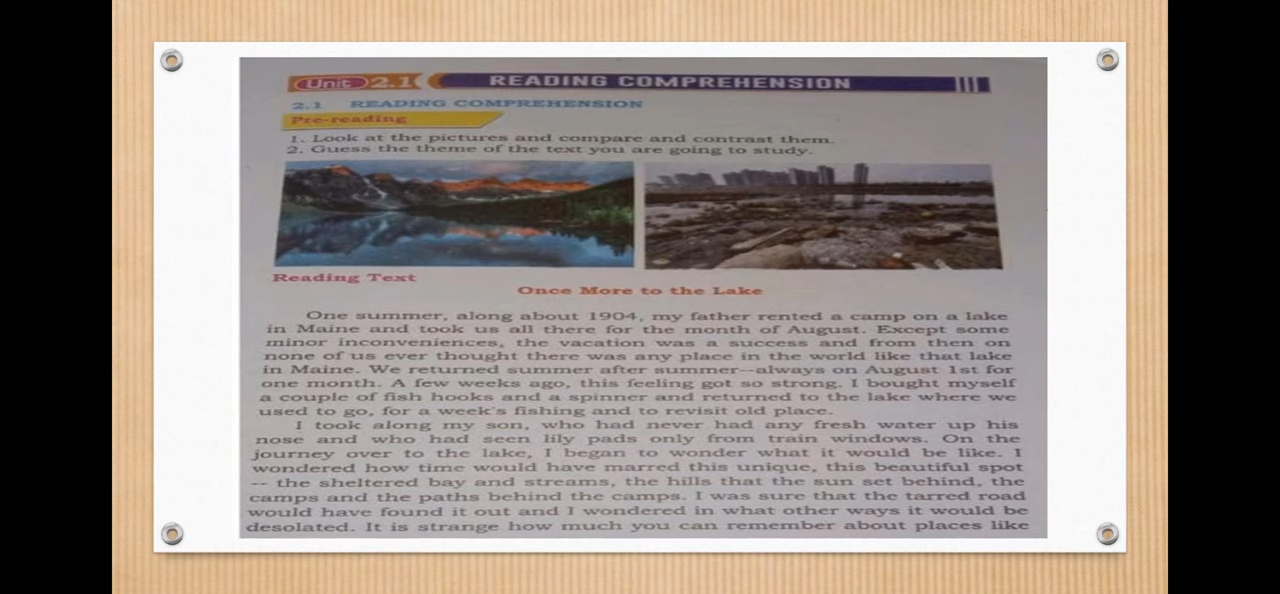 Unit 2.1 READING COMPREHENSION
2.1 READING COMPREHENSION
Pre-reading
1. Look at the pictures and compare and contrast them.
2. Guess the theme of the text you are going to study.
Reading Text
Once More to the Lake
One summer, along about 1904, my father rented a camp on a lake
in Maine and took us all there for the month of August. Except some
minor inconveniences, the vacation was a success and from then on
none of us ever thought there was any place in the world like that lake
in Maine. We returned summer after summer--always on August 1st for
one month. A few weeks ago, this feeling got so strong. I bought myself
a couple of fish hooks and a spinner and returned to the lake where we
used to go, for a week's fishing and to revisit old place.
I took along my son, who had never had any fresh water up his
nose and who had seen lily pads only from train windows. On the
journey over to the lake, I began to wonder what it would be like. I
wondered how time would have marred this unique, this beautiful spot
-- the sheltered bay and streams, the hills that the sun set behind, the
camps and the paths behind the camps. I was sure that the tarred road
would have found it out and I wondered in what other ways it would be
desolated. It is strange how much you can remember about places like